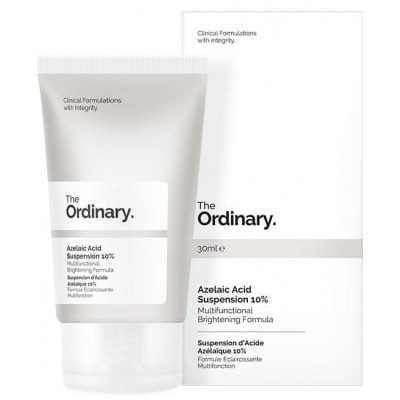 Clinical Formulations
with Integrity.
The
Ordinary.
Azelaic Acid
Suspension 10%
Multifunctional
Brightening Formula
Suspension d'Acide
Azélaïque 10%
Formule Éclaircissante
Multifonction
Clinical Formulations
with Integrity.
The
Ordinary.
30ml e
Azelaic Acid
Suspension 10%
Multifunctional
Brightening Formula
Suspension d'Acide
Azélaïque 10%
Formule Éclaircissante
Multifonction